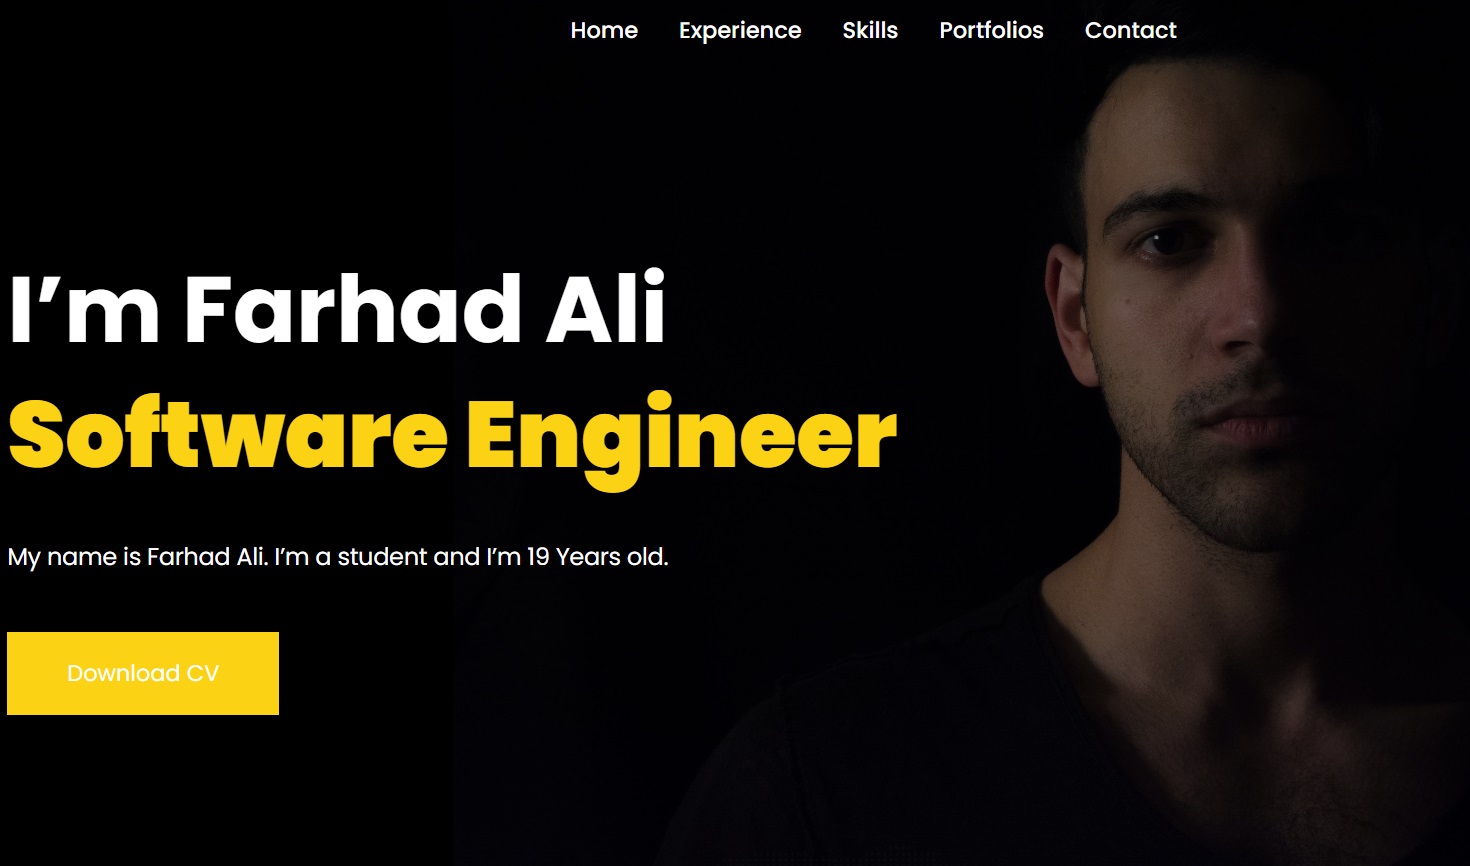 Home Experience Skills Portfolios Contact
I’m Farhad Ali
Software Engineer
My name is Farhad Ali. I’m a student and I’m 19 Years old.
Download CV